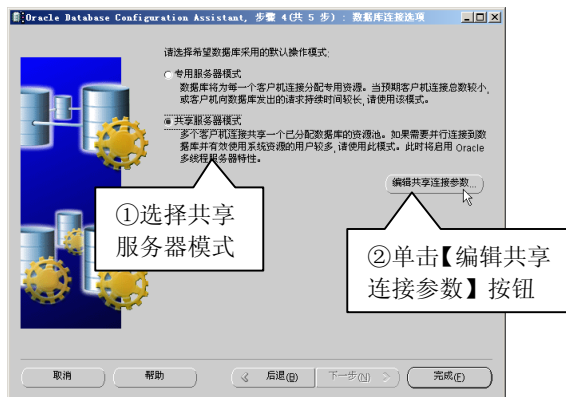 Oracle Database Configuration Assistant, 步骤 4(共 5 步) : 数据库连接选项
请选择希望数据库采用的默认操作模式:
专用服务器模式
数据库将为每一个客户机连接分配专用资源。当预期客户机连接总数较小,
或客户机向数据库发出的请求持续时间较长,请使用该模式。
共享服务器模式
多个客户机连接共享一个已分配数据库的资源池。如果需要并行连接到数
据库并有效使用系统资源的用户较多,请使用此模式。此时将启用 Oracle
多线程服务器特性。
编辑共享连接参数...
①选择共享
服务器模式
②单击【编辑共享
连接参数】按钮
取消
帮助
后退(B)
下一步(N)
完成(F)